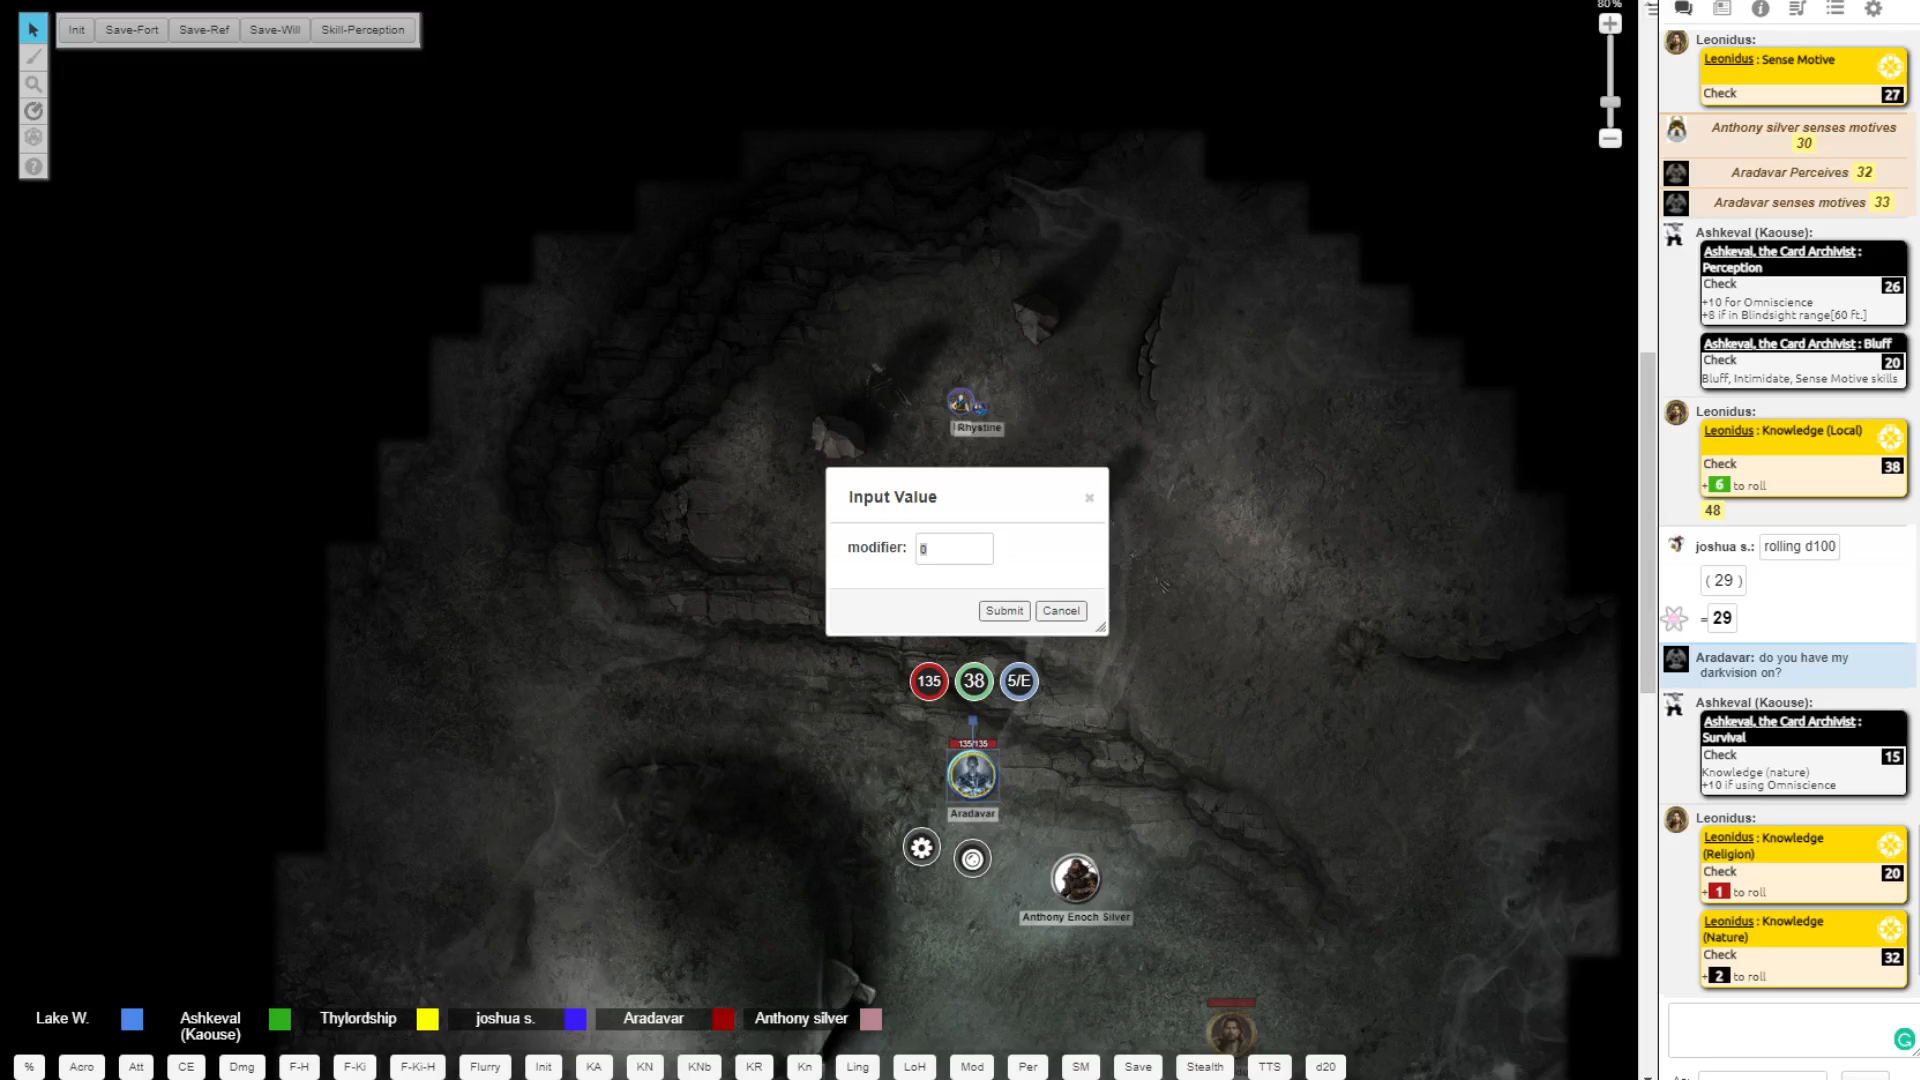 80%
Init Save-Fort Save-Ref Save-Will Skill-Perception
Leonidus:
Leonidus : Sense Motive
Check 27
Anthony silver senses motives
30
Aradavar Perceives 32
Aradavar senses motives 33
Ashkeval (Kaouse):
Ashkeval, the Card Archivist :
Perception
Check 26
+10 for Omniscience
+8 if in Blindsight range[60 ft.]
Ashkeval, the Card Archivist : Bluff
Check 20
Bluff, Intimidate, Sense Motive skills
Leonidus:
Leonidus : Knowledge (Local)
Check 38
+ 6 to roll
48
joshua s.: rolling d100
( 29 )
= 29
Aradavar: do you have my
darkvision on?
Ashkeval (Kaouse):
Ashkeval, the Card Archivist :
Survival
Check 15
Knowledge (nature)
+10 if using Omniscience
Leonidus:
Leonidus : Knowledge
(Religion)
Check 20
+ 1 to roll
Leonidus : Knowledge
(Nature)
Check 32
+ 2 to roll
Rhystine
Input Value ×
modifier: 0
Submit Cancel
135 38 5/E
135/135
Aradavar
Anthony Enoch Silver
Lake W. Ashkeval
(Kaouse) Thylordship joshua s. Aradavar Anthony silver
% Acro Att CE Dmg F-H F-Ki F-Ki-H Flurry Init KA KN KNb KR Kn Ling LoH Mod Per SM Save Stealth TTS d20